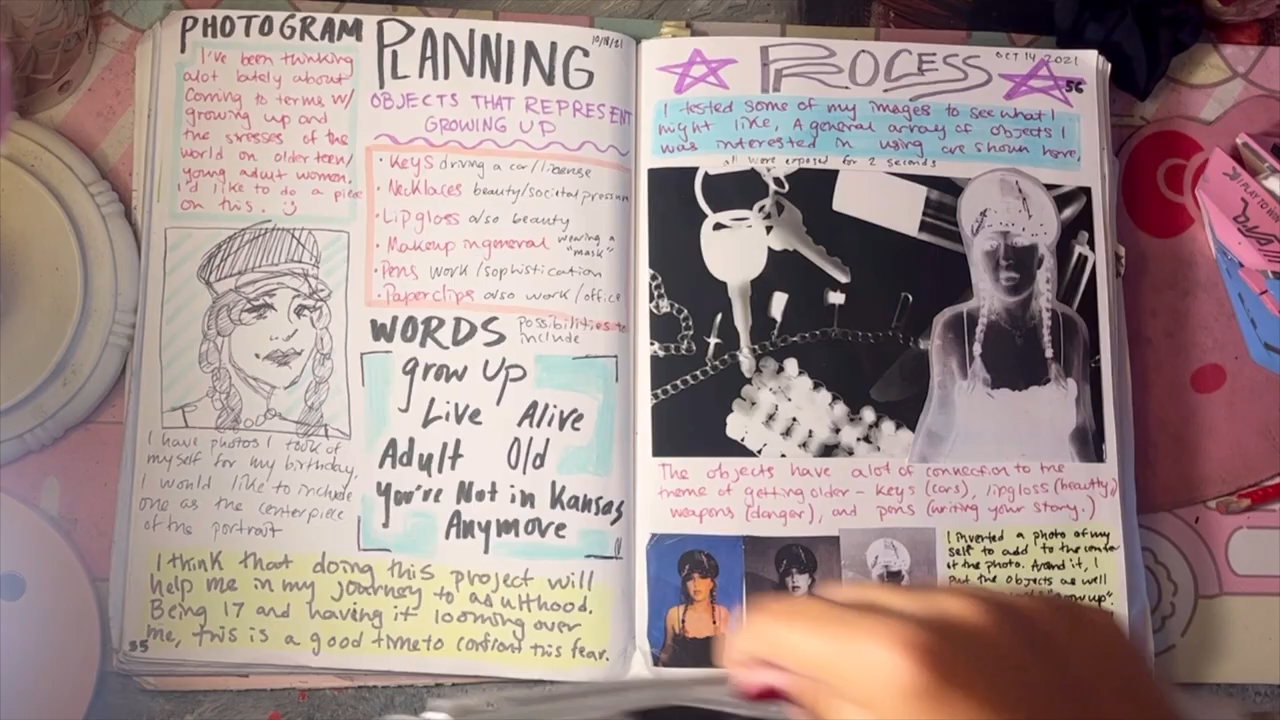 PHOTOGRAM
I've been thinking
alot lately about
Coming to terms w/
growing up and
the stresses of the
world on older teen/
young adult women.
I'd like to do a piece
on this. :)
I have photos I took of
myself for my birthday,
I would like to include
one as the centerpiece
of the portrait
PLANNING
10/18/21
OBJECTS THAT REPRESENT
GROWING UP
• Keys driving a car/license
• Necklaces beauty/societal pressure
• Lipgloss also beauty
• Makeup in general wearing a "mask"
• Pens work/sophistication
• Paperclips also work/office
WORDS possibilities to include
grow up
Live Alive
Adult Old
You're Not in Kansas
Anymore
I think that doing this project will
help me in my journey to adulthood.
Being 17 and having it looming over
me, this is a good time to confront this fear.
55
PROCESS
OCT 14 2021
56
I tested some of my images to see what I
might like, A general array of objects I
was interested in using are shown here,
all were exposed for 2 seconds
The objects have a lot of connection to the
theme of getting older - keys (cars), lipgloss (beauty)
weapons (danger), and pens (writing your story.)
I inverted a photo of my
self to add to the center
of the photo. Around it, I
put the objects as well
"grow up".
I PLAY TO